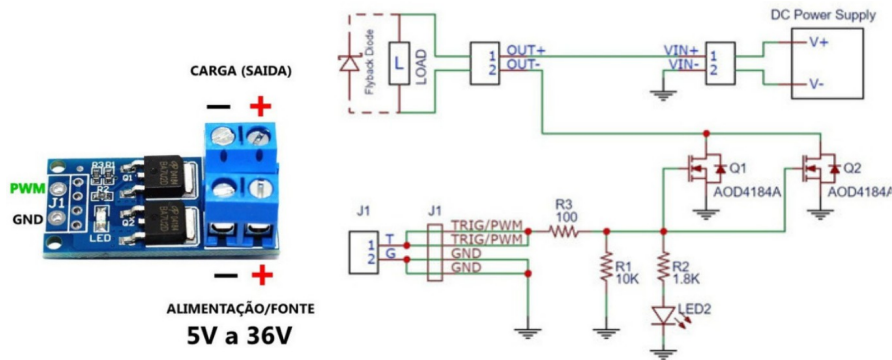 CARGA (SAIDA)
− +
PWM
GND
J1
R3
R1
R2
Q1
Q2
LED
− +
ALIMENTAÇÃO/FONTE
5V a 36V
DC Power Supply
Flyback Diode
L
LOAD
1
2
OUT+
OUT-
VIN+
VIN-
1
2
V+
V-
Q1
AOD4184A
Q2
AOD4184A
J1
1
2
T
G
J1
TRIG/PWM
TRIG/PWM
GND
GND
R3
100
R1
10K
R2
1.8K
LED2